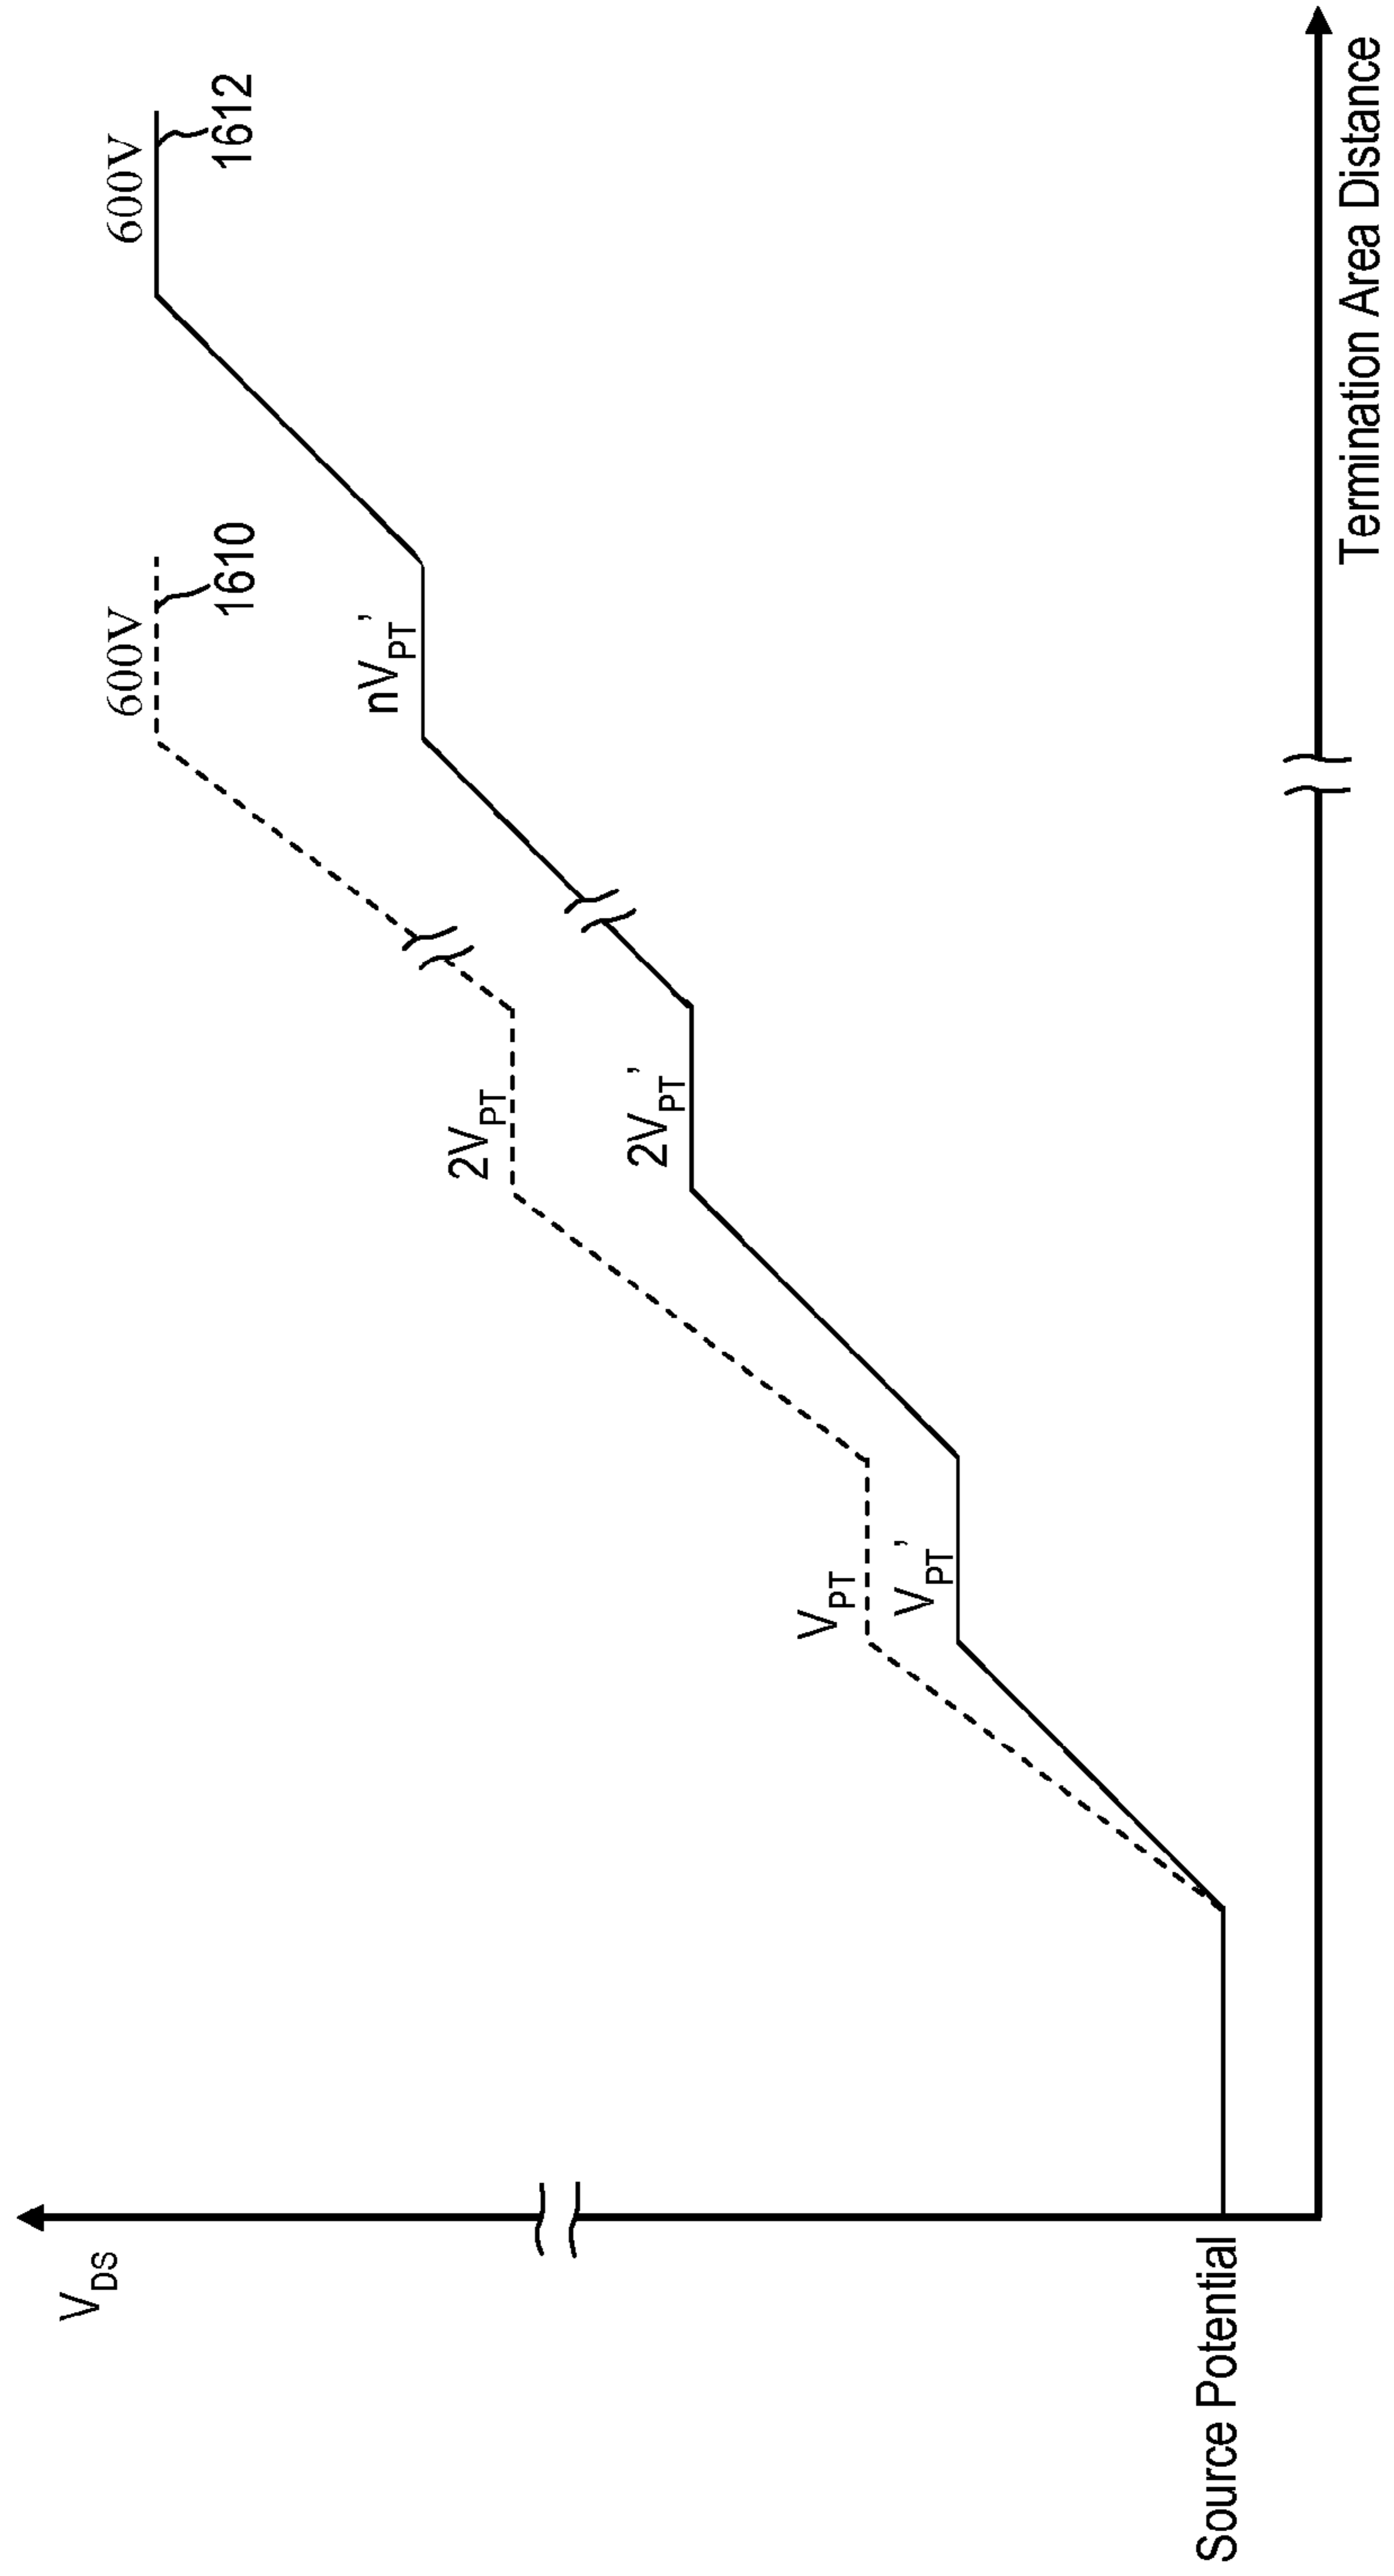 V_DS
600V
1610
600V
1612
nV_PT'
2V_PT
2V_PT'
V_PT
V_PT'
Source Potential
Termination Area Distance